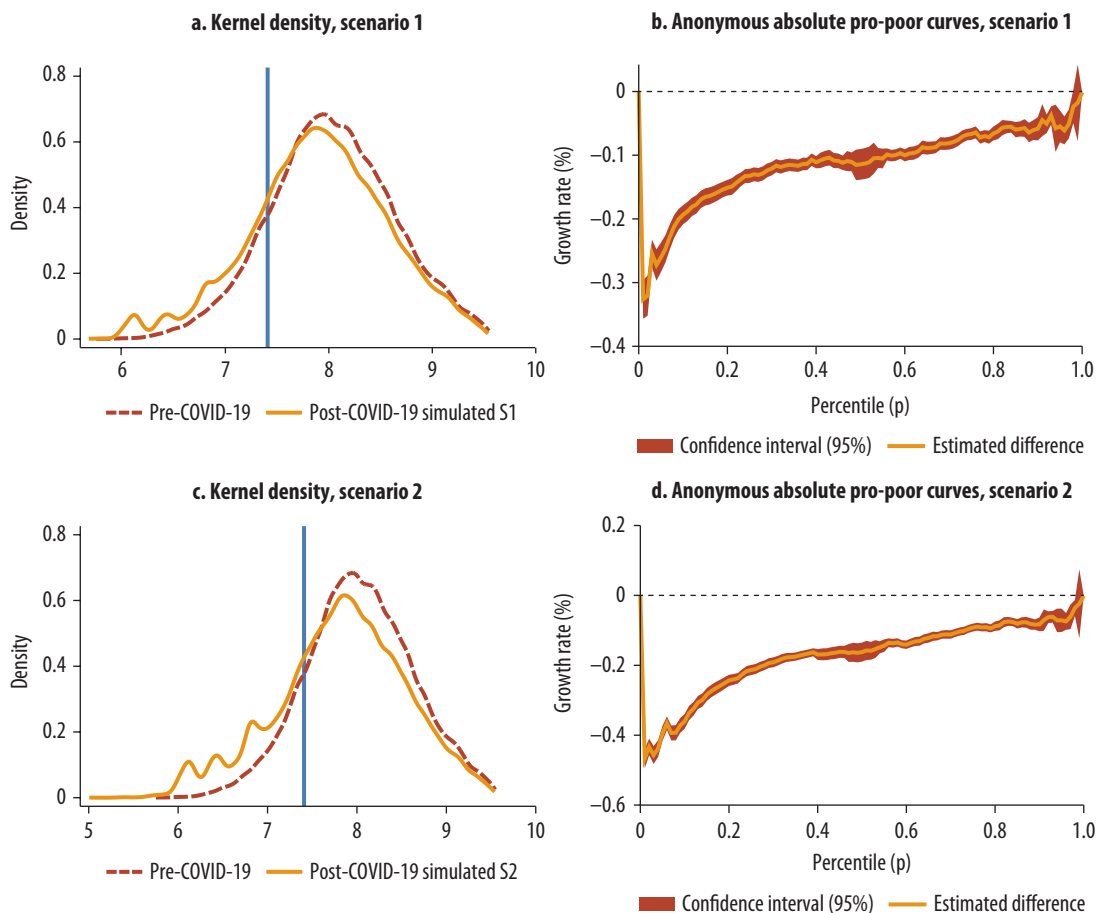 a. Kernel density, scenario 1
0.8
0.6
0.4
0.2
0
Density
6
7
8
9
10
Pre-COVID-19
Post-COVID-19 simulated S1
b. Anonymous absolute pro-poor curves, scenario 1
0
−0.1
−0.2
−0.3
−0.4
Growth rate (%)
0
0.2
0.4
0.6
0.8
1.0
Percentile (p)
Confidence interval (95%)
Estimated difference
c. Kernel density, scenario 2
0.8
0.6
0.4
0.2
0
Density
5
6
7
8
9
10
Pre-COVID-19
Post-COVID-19 simulated S2
d. Anonymous absolute pro-poor curves, scenario 2
0.2
0
−0.2
−0.4
−0.6
Growth rate (%)
0
0.2
0.4
0.6
0.8
1.0
Percentile (p)
Confidence interval (95%)
Estimated difference